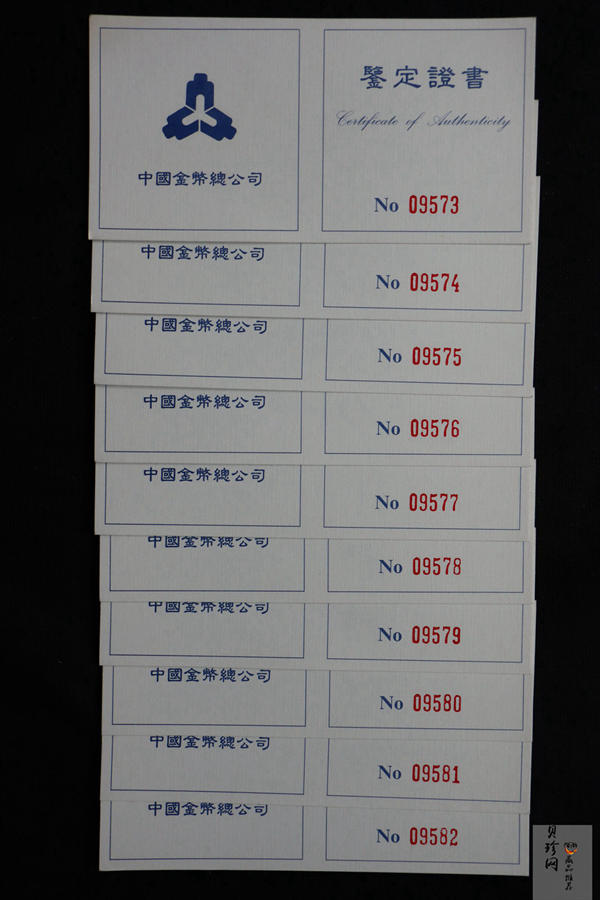 鑒定證書
Certificate of Authenticity
中國金幣總公司
No 09573
中國金幣總公司
No 09574
中國金幣總公司
No 09575
中國金幣總公司
No 09576
中國金幣總公司
No 09577
中國金幣總公司
No 09578
中國金幣總公司
No 09579
中國金幣總公司
No 09580
中國金幣總公司
No 09581
中國金幣總公司
No 09582
贝珍网
藏品推荐